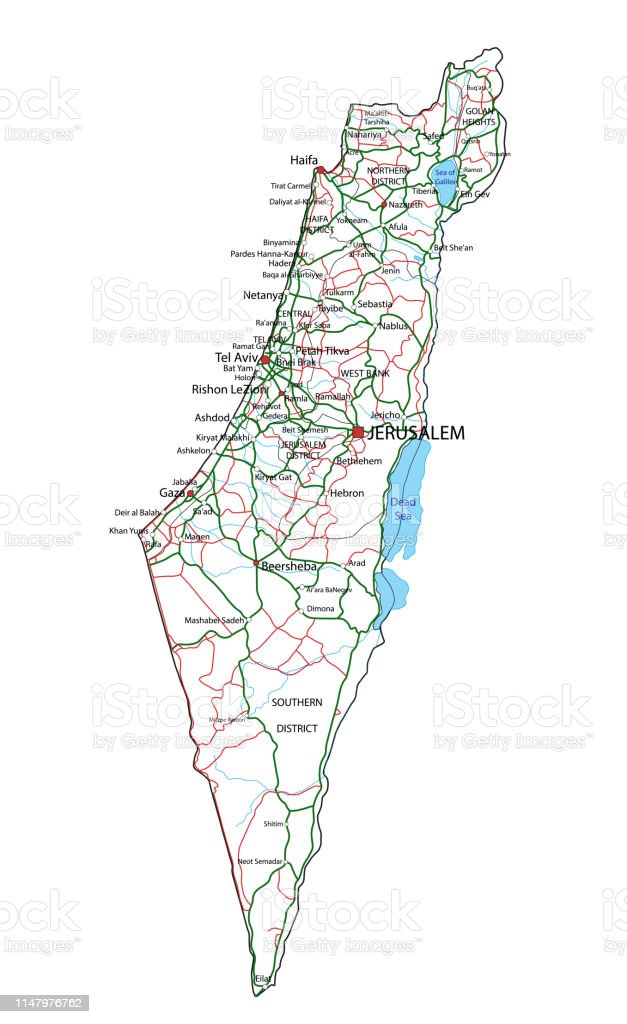 Buq'ata
GOLAN
HEIGHTS
Ma'alot
Tarshiha
Nahariya
Safed
Qatsrin
Yonatan
Acre
Haifa
NORTHERN
DISTRICT
Sea of
Galilee
Ramot
Tirat Carmel
Tiberias
Ein Gev
Daliyat al-Karmel
Nazareth
HAIFA
DISTRICT
Yokneam
Afula
Binyamina
Umm
al-Fahm
Belt She'an
Pardes Hanna-Karkur
Hadera
Baqa al-Gharbiyye
Jenin
Netanya
Tulkarm
Tayibe
Sebastia
CENTRAL
Ra'anana
Kfar Saba
Nablus
TEL AVIV
Ramat Gan
Petah Tikva
Tel Aviv
Bnei Brak
Bat Yam
Holon
WEST BANK
Rishon LeZion
Lod
Ramla
Ramallah
Rehovot
Gedera
Jericho
Ashdod
Beit Shemesh
JERUSALEM
Kiryat Malakhi
JERUSALEM
DISTRICT
Ashkelon
Bethlehem
Kiryat Gat
Jabalia
Gaza
Hebron
Dead
Sea
Deir al Balah
Sa'ad
Khan Yunis
Rafa
Magen
Beersheba
Arad
Ar'ara BaNegev
Dimona
Mashabei Sadeh
SOUTHERN
DISTRICT
Mizpe Ramon
Shitim
Neot Semadar
Eilat
iStock
by Getty Images™
1147976762